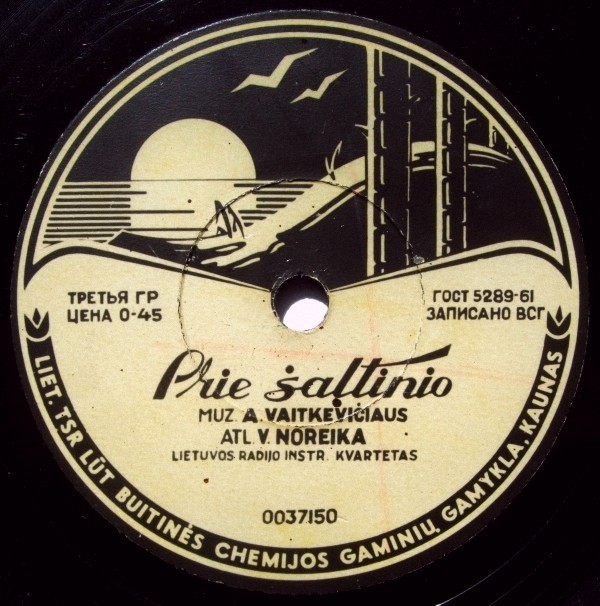 ТРЕТЬЯ ГР
ЦЕНА 0-45
ГОСТ 5289-61
ЗАПИСАНО ВСГ
Prie šaltinio
MUZ. A. VAITKEVIČIAUS
ATL. V. NOREIKA
LIETUVOS RADIJO INSTR. KVARTETAS
0037150
LIET. TSR LŪT BUITINĖS CHEMIJOS GAMINIŲ GAMYKLA, KAUNAS